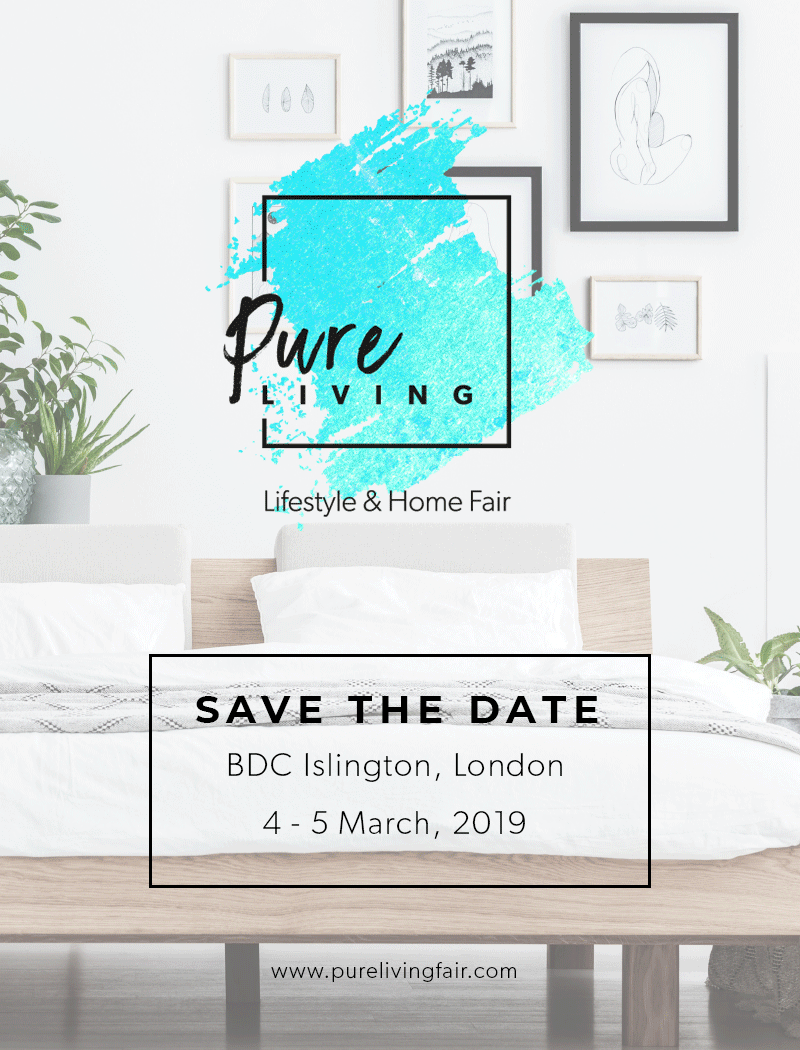 Pure
LIVING
Lifestyle & Home Fair
SAVE THE DATE
BDC Islington, London
4 - 5 March, 2019
www.purelivingfair.com